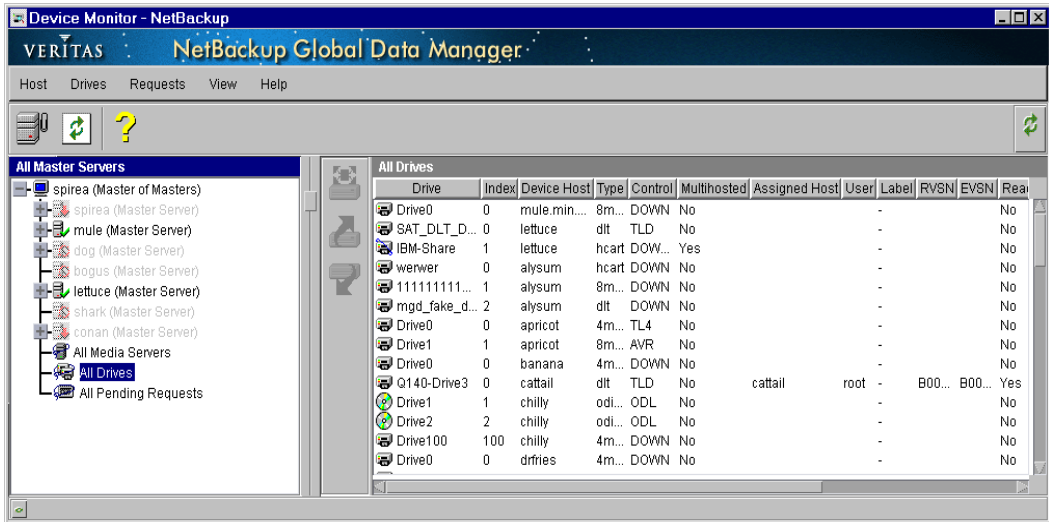 Device Monitor - NetBackup
VERITAS NetBackup Global Data Manager
Host Drives Requests View Help
All Master Servers
spirea (Master of Masters)
spirea (Master Server)
mule (Master Server)
dog (Master Server)
bogus (Master Server)
lettuce (Master Server)
shark (Master Server)
conan (Master Server)
All Media Servers
All Drives
All Pending Requests
All Drives
Drive Index Device Host Type Control Multihosted Assigned Host User Label RVSN EVSN Rea
Drive0 0 mule.min.... 8m... DOWN No - No
SAT_DLT_D... 0 lettuce dlt TLD No - No
IBM-Share 1 lettuce hcart DOW... Yes - No
werwer 0 alysum hcart DOWN No - No
111111111... 1 alysum 8m... DOWN No - No
mgd_fake_d... 2 alysum dlt DOWN No - No
Drive0 0 apricot 4m... TL4 No - No
Drive1 1 apricot 8m... AVR No - No
Drive0 0 banana 4m... DOWN No - No
Q140-Drive3 0 cattail dlt TLD No cattail root - B00... B00... Yes
Drive1 1 chilly odi... ODL No - No
Drive2 2 chilly odi... ODL No - No
Drive100 100 chilly 4m... DOWN No - No
Drive0 0 drfries 4m... DOWN No - No